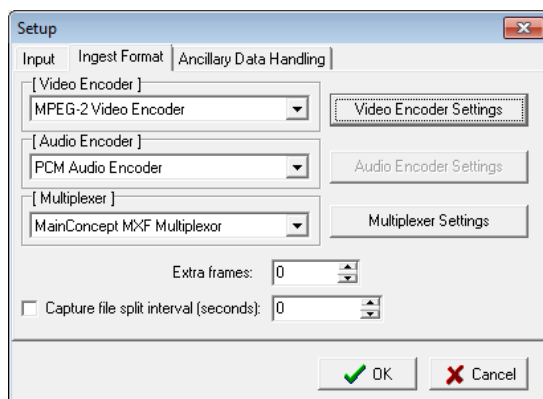 Setup
Input Ingest Format Ancillary Data Handling
[ Video Encoder ]
MPEG-2 Video Encoder Video Encoder Settings
[ Audio Encoder ]
PCM Audio Encoder Audio Encoder Settings
[ Multiplexer ]
MainConcept MXF Multiplexor Multiplexer Settings
Extra frames: 0
Capture file split interval (seconds): 0
OK Cancel